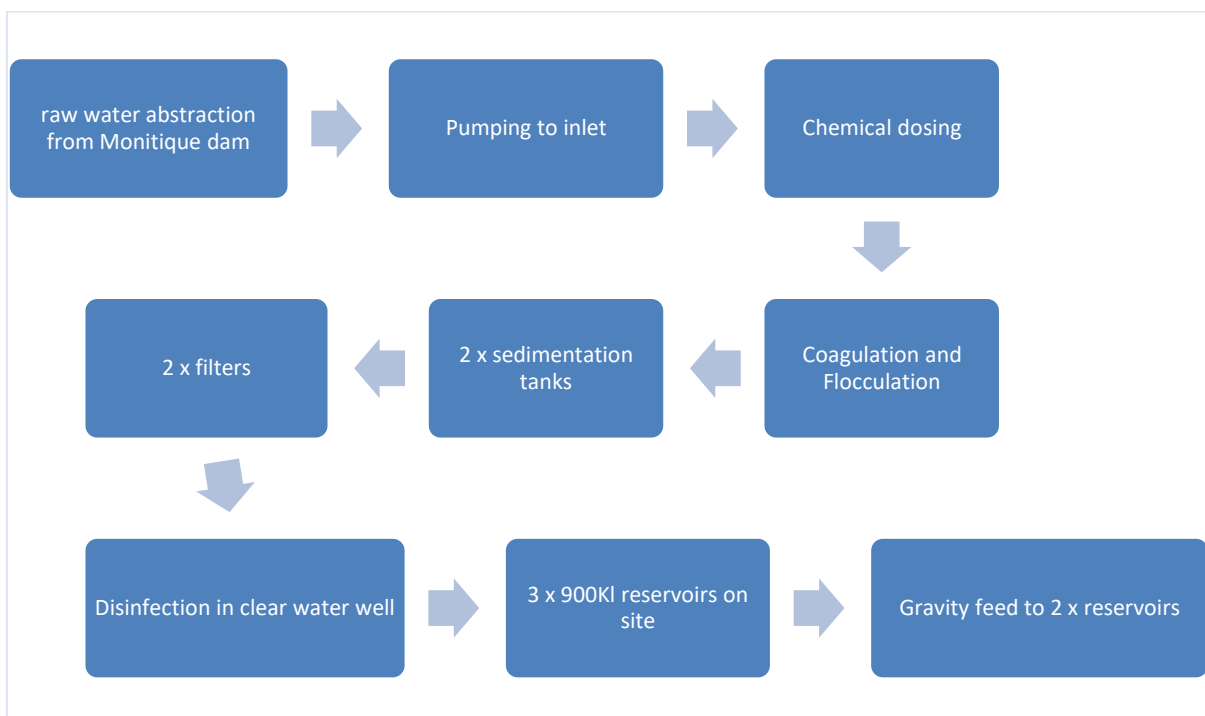 raw water abstraction
from Monitique dam
Pumping to inlet
Chemical dosing
Coagulation and
Flocculation
2 x sedimentation
tanks
2 x filters
Disinfection in clear water well
3 x 900Kl reservoirs on
site
Gravity feed to 2 x reservoirs